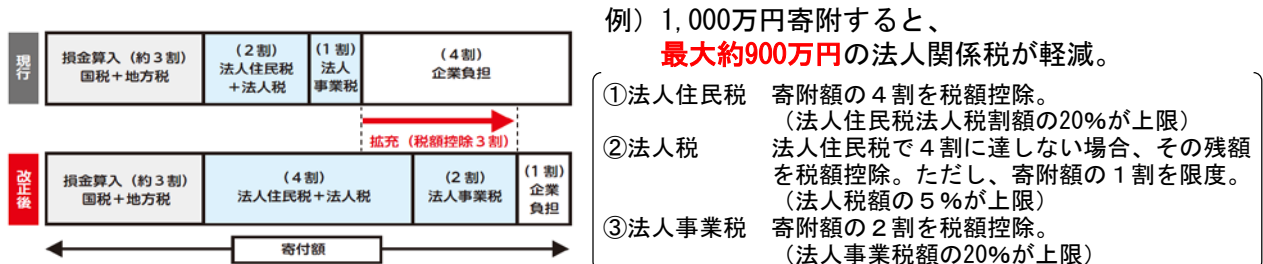 現行
損金算入（約３割）
国税＋地方税
（２割）
法人住民税
＋法人税
（１割）
法人
事業税
（４割）
企業負担
拡充（税額控除３割）
改正後
損金算入（約３割）
国税＋地方税
（４割）
法人住民税＋法人税
（２割）
法人事業税
（１割）
企業
負担
寄付額
例）1,000万円寄附すると、
最大約900万円の法人関係税が軽減。
①法人住民税　寄附額の４割を税額控除。
（法人住民税法人税割額の20%が上限）
②法人税　法人住民税で４割に達しない場合、その残額
を税額控除。ただし、寄附額の１割を限度。
（法人税額の５%が上限）
③法人事業税　寄附額の２割を税額控除。
（法人事業税額の20%が上限）